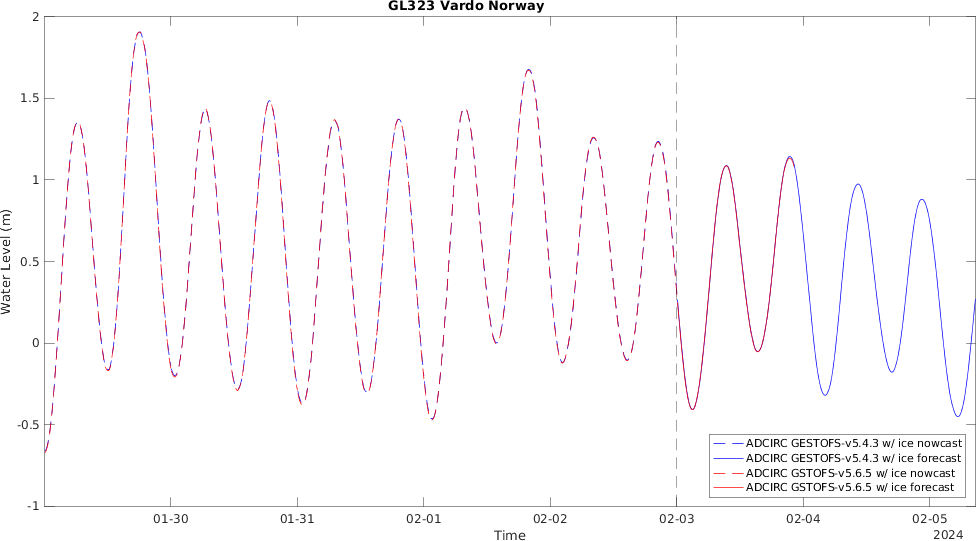 GL323 Vardo Norway
2
1.5
1
0.5
0
-0.5
-1
Water Level (m)
01-30 01-31 02-01 02-02 02-03 02-04 02-05
Time
2024
ADCIRC GESTOFS-v5.4.3 w/ ice nowcast
ADCIRC GESTOFS-v5.4.3 w/ ice forecast
ADCIRC GSTOFS-v5.6.5 w/ ice nowcast
ADCIRC GSTOFS-v5.6.5 w/ ice forecast